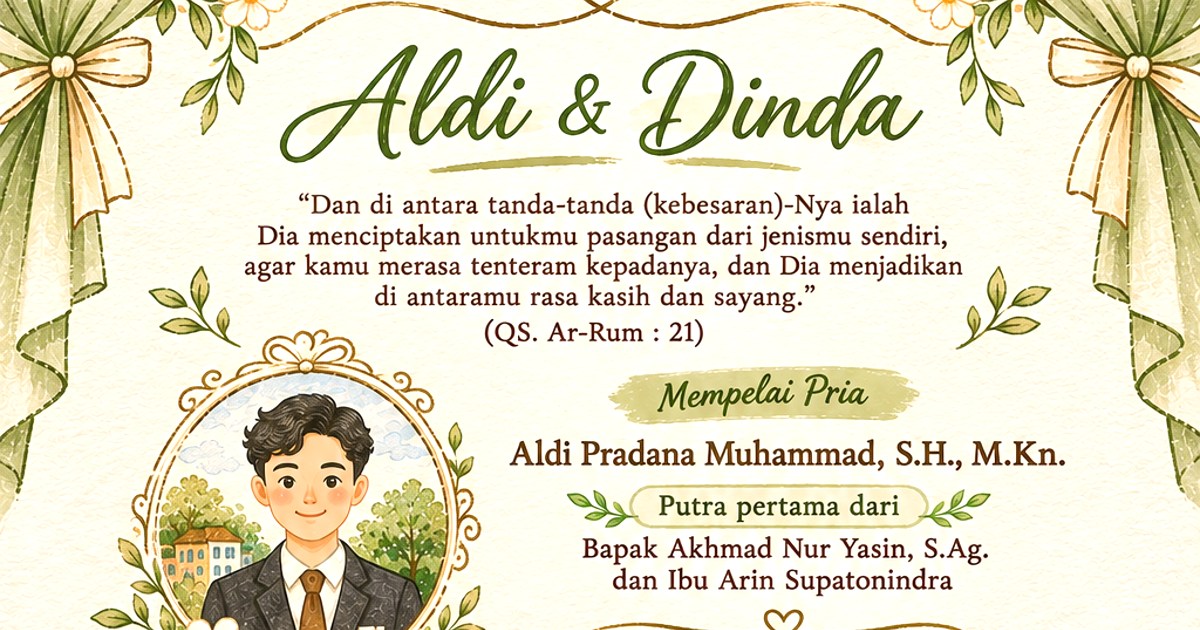 Aldi & Dinda
“Dan di antara tanda-tanda (kebesaran)-Nya ialah
Dia menciptakan untukmu pasangan dari jenismu sendiri,
agar kamu merasa tenteram kepadanya, dan Dia menjadikan
di antaramu rasa kasih dan sayang.”
(QS. Ar-Rum : 21)
Mempelai Pria
Aldi Pradana Muhammad, S.H., M.Kn.
Putra pertama dari
Bapak Akhmad Nur Yasin, S.Ag.
dan Ibu Arin Supatonindra